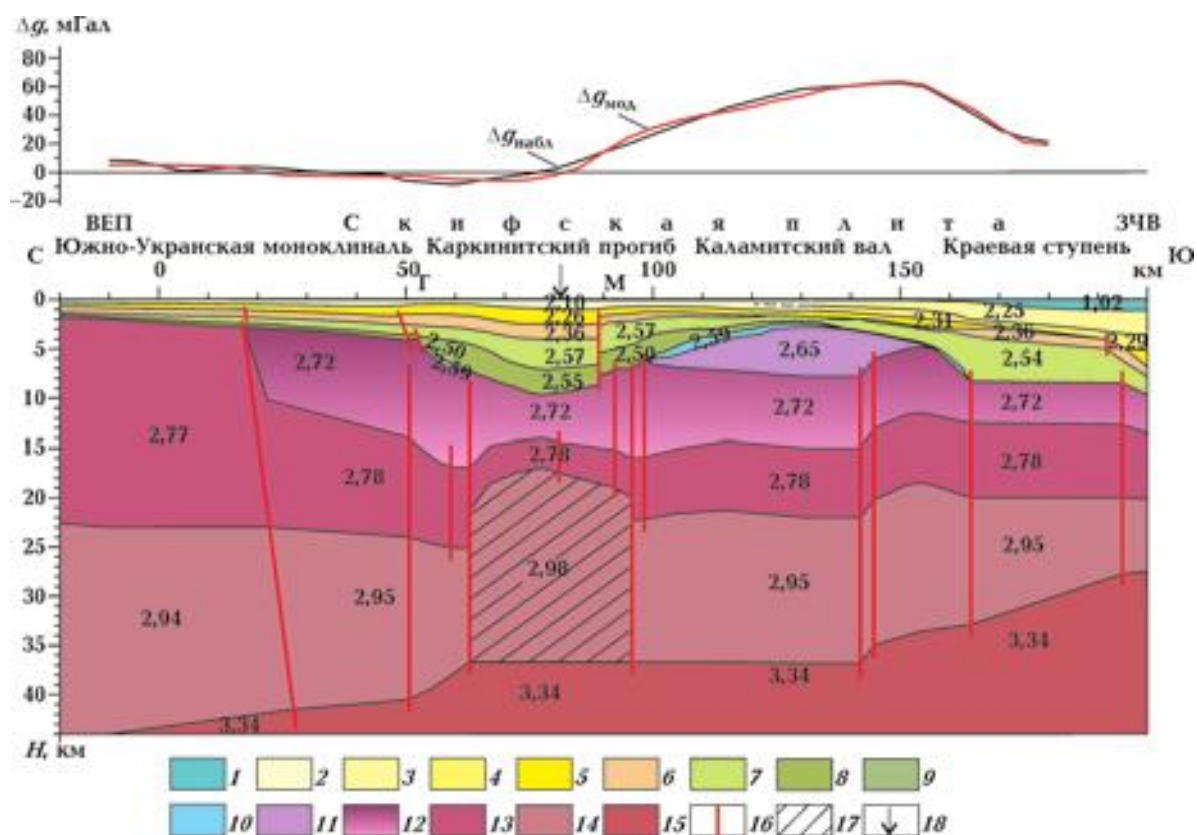 Δg, мГал
80
60
40
20
0
–20
Δgмод
Δgнабл
ВЕП С к и ф с к а я п л и т а ЗЧВ
С Южно-Укранская моноклиналь Каркинитский прогиб Каламитский вал Краевая ступень Ю
0 50 100 150 км
Г М
0
5
10
15
20
25
30
35
40
H, км
2,10 1,02
2,25
2,26 2,31
2,36 2,36
2,50 2,57 2,59 2,29
2,57 2,50 2,65 2,54
2,55
2,72 2,72 2,72 2,72
2,77 2,78 2,78 2,78 2,78
2,98 2,95 2,95
2,94 2,95
3,34 3,34 3,34 3,34
1 2 3 4 5 6 7 8 9
10 11 12 13 14 15 16 17 18